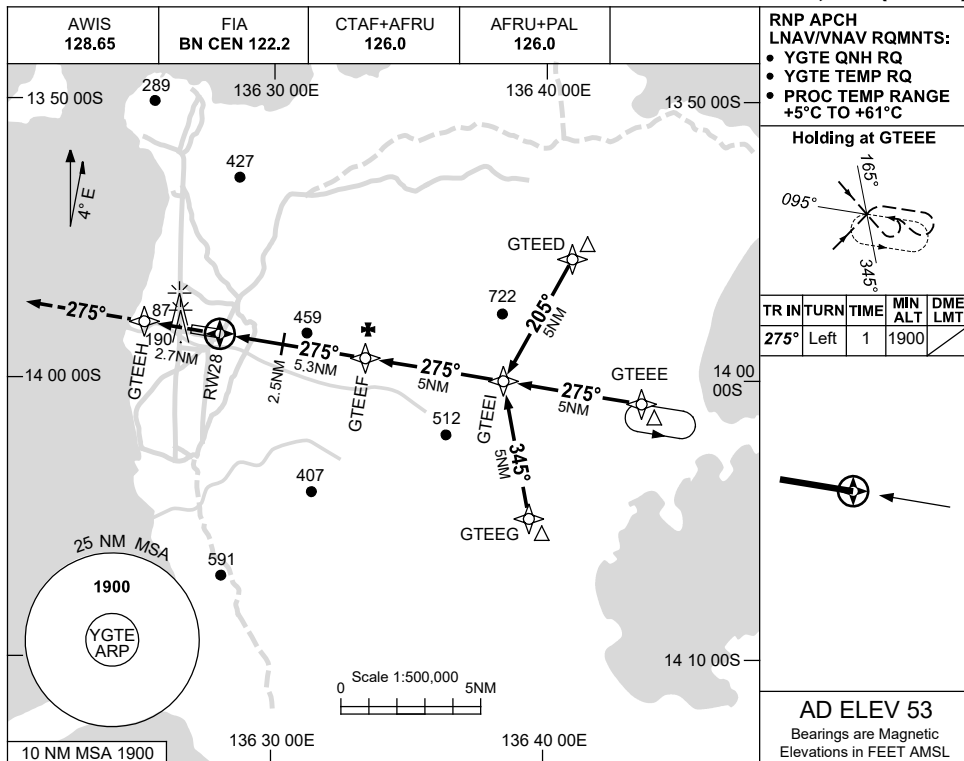 AWIS
128.65
FIA
BN CEN 122.2
CTAF+AFRU
126.0
AFRU+PAL
126.0
RNP APCH
LNAV/VNAV RQMNTS:
• YGTE QNH RQ
• YGTE TEMP RQ
• PROC TEMP RANGE
+5°C TO +61°C
Holding at GTEEE
165°
095°
345°
TR IN TURN TIME MIN ALT DME LMT
275° Left 1 1900
136 30 00E
136 40 00E
13 50 00S
13 50 00S
289
427
4° E
GTEED
722
205°
5NM
275°
87
190
2.7NM
GTEEH
RW28
459
2.5NM
275°
5.3NM
GTEEF
275°
5NM
GTEEI
275°
5NM
GTEEE
14 00 00S
14 00
00S
512
345°
5NM
407
GTEEG
591
25 NM MSA
1900
YGTE
ARP
Scale 1:500,000
0
5NM
14 10 00S
10 NM MSA 1900
136 30 00E
136 40 00E
AD ELEV 53
Bearings are Magnetic
Elevations in FEET AMSL